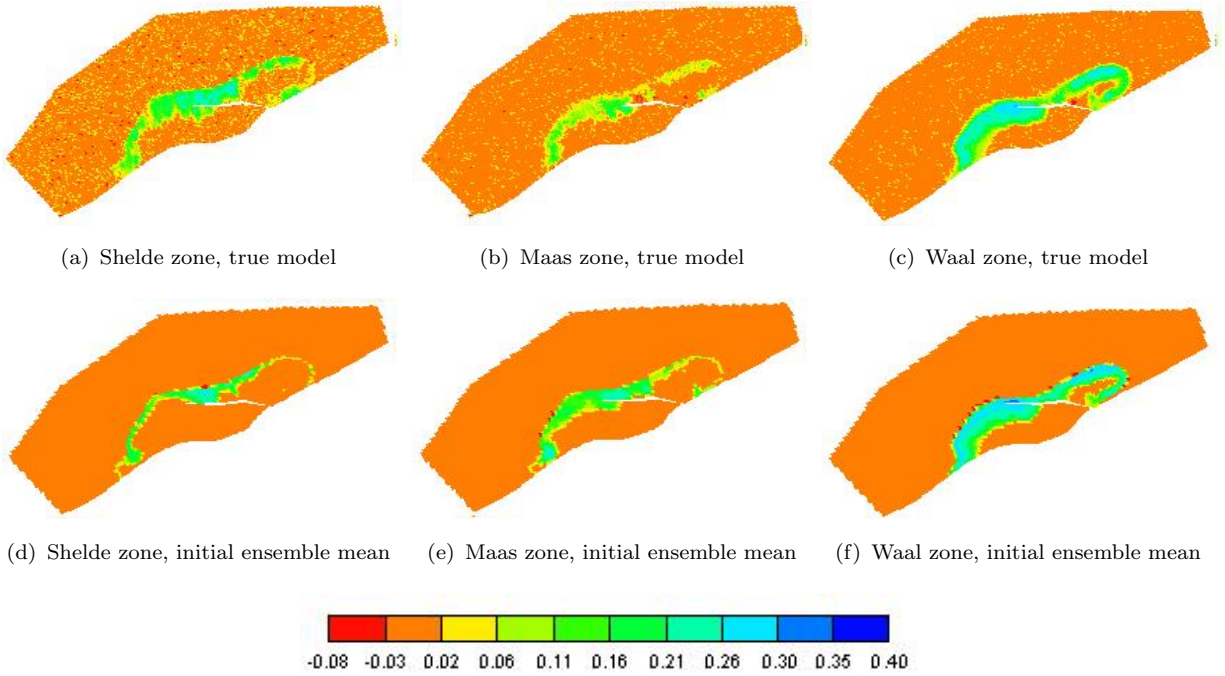 (a) Shelde zone, true model
(b) Maas zone, true model
(c) Waal zone, true model
(d) Shelde zone, initial ensemble mean
(e) Maas zone, initial ensemble mean
(f) Waal zone, initial ensemble mean
-0.08 -0.03 0.02 0.06 0.11 0.16 0.21 0.26 0.30 0.35 0.40